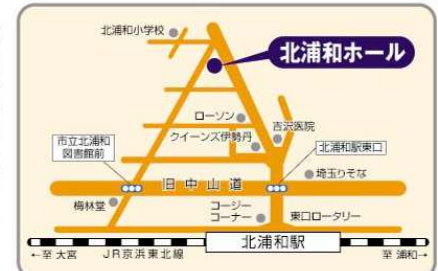 北浦和小学校
北浦和ホール
ローソン
吉沢医院
クイーンズ伊勢丹
市立北浦和
図書館前
北浦和駅東口
埼玉りそな
旧中山道
梅林堂
コージー
コーナー
東口ロータリー
北浦和駅
←至 大宮
JR京浜東北線
至 浦和→